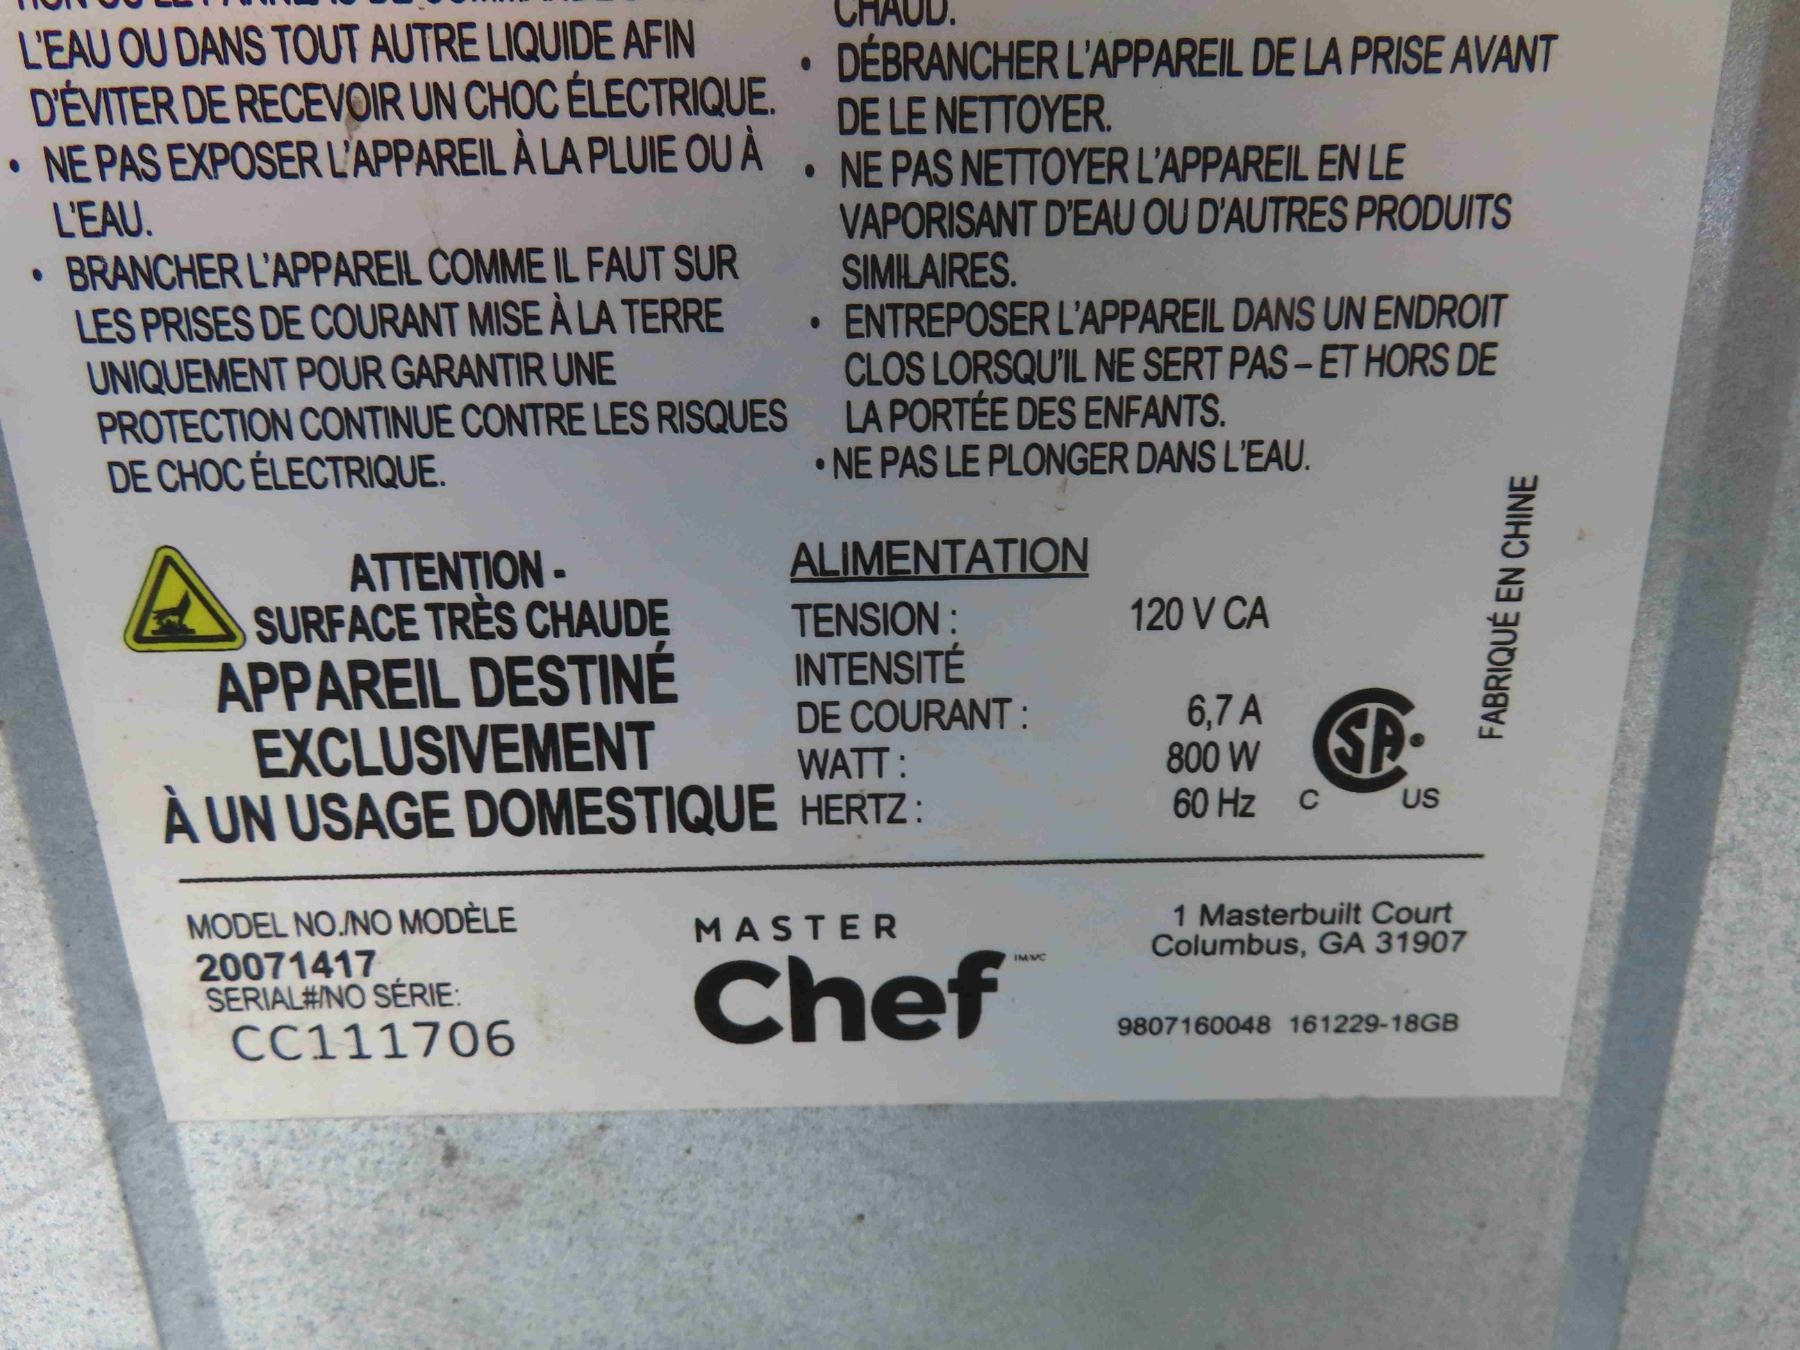 L'EAU OU DANS TOUT AUTRE LIQUIDE AFIN
D'ÉVITER DE RECEVOIR UN CHOC ÉLECTRIQUE.
• NE PAS EXPOSER L'APPAREIL À LA PLUIE OU À
L'EAU.
• BRANCHER L'APPAREIL COMME IL FAUT SUR
LES PRISES DE COURANT MISE À LA TERRE
UNIQUEMENT POUR GARANTIR UNE
PROTECTION CONTINUE CONTRE LES RISQUES
DE CHOC ÉLECTRIQUE.
CHAUD.
• DÉBRANCHER L'APPAREIL DE LA PRISE AVANT
DE LE NETTOYER.
• NE PAS NETTOYER L'APPAREIL EN LE
VAPORISANT D'EAU OU D'AUTRES PRODUITS
SIMILAIRES.
• ENTREPOSER L'APPAREIL DANS UN ENDROIT
CLOS LORSQU'IL NE SERT PAS – ET HORS DE
LA PORTÉE DES ENFANTS.
• NE PAS LE PLONGER DANS L'EAU.
ATTENTION -
SURFACE TRÈS CHAUDE
APPAREIL DESTINÉ
EXCLUSIVEMENT
À UN USAGE DOMESTIQUE
ALIMENTATION
TENSION : 120 V CA
INTENSITÉ
DE COURANT : 6,7 A
WATT : 800 W
HERTZ : 60 Hz
C SA US
FABRIQUÉ EN CHINE
MODEL NO./NO MODÈLE
20071417
SERIAL#/NO SÉRIE:
CC111706
MASTER
Chef
1 Masterbuilt Court
Columbus, GA 31907
9807160048 161229-18GB